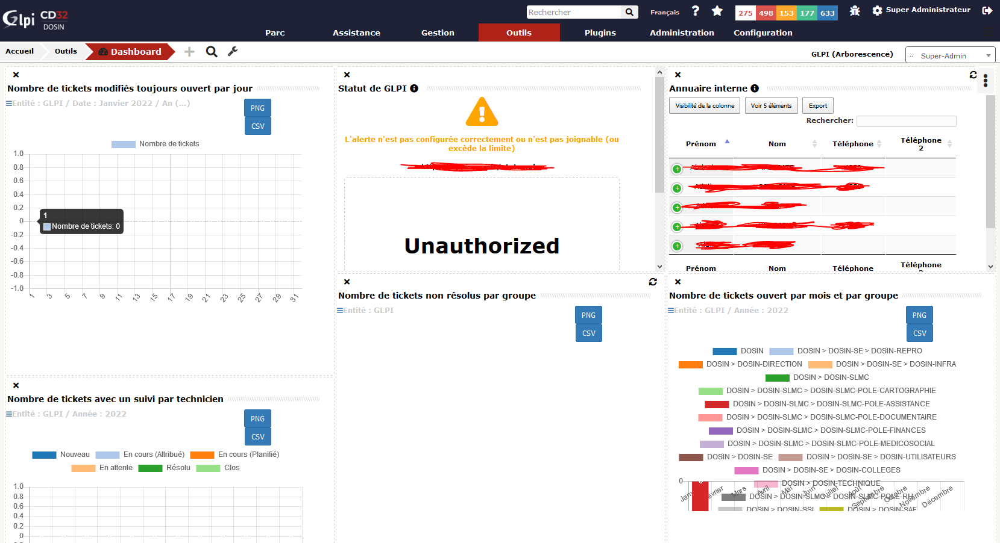 Glpi CD32
DOSIN
Rechercher
Français
?
275 498 153 177 633
Super Administrateur
Parc
Assistance
Gestion
Outils
Plugins
Administration
Configuration
Accueil
Outils
Dashboard
GLPI (Arborescence)
Super-Admin
Nombre de tickets modifiés toujours ouvert par jour
Entité : GLPI / Date : Janvier 2022 / An (...)
PNG
CSV
Nombre de tickets
1.0
0.8
0.6
0.4
0.2
0
-0.2
-0.4
-0.6
-0.8
-1.0
1
Nombre de tickets: 0
1 3 5 7 9 11 13 15 17 19 21 23 25 27 29 31
Statut de GLPI
L'alerte n'est pas configurée correctement ou n'est pas joignable (ou
excède la limite)
Unauthorized
Annuaire interne
Visibilité de la colonne
Voir 5 éléments
Export
Rechercher:
Prénom
Nom
Téléphone
Téléphone
2
Prénom
Nom
Téléphone
Téléphone
Nombre de tickets avec un suivi par technicien
Entité : GLPI / Année : 2022
PNG
CSV
Nouveau
En cours (Attribué)
En cours (Planifié)
En attente
Résolu
Clos
1.0
0.8
0.6
0.4
0.2
0
Nombre de tickets non résolus par groupe
Entité : GLPI
PNG
CSV
Nombre de tickets ouvert par mois et par groupe
Entité : GLPI / Année : 2022
PNG
CSV
DOSIN
DOSIN > DOSIN-SE > DOSIN-REPRO
DOSIN > DOSIN-DIRECTION
DOSIN > DOSIN-SE > DOSIN-INFRA
DOSIN > DOSIN-SLMC
DOSIN > DOSIN-SLMC > DOSIN-SLMC-POLE-CARTOGRAPHIE
DOSIN > DOSIN-SLMC > DOSIN-SLMC-POLE-ASSISTANCE
DOSIN > DOSIN-SLMC > DOSIN-SLMC-POLE-DOCUMENTAIRE
DOSIN > DOSIN-SLMC > DOSIN-SLMC-POLE-FINANCES
DOSIN > DOSIN-SLMC > DOSIN-SLMC-POLE-MEDICOSOCIAL
DOSIN > DOSIN-SE
DOSIN > DOSIN-SE > DOSIN-UTILISATEURS
DOSIN > DOSIN-SE > DOSIN-COLLEGES
DOSIN > DOSIN-TECHNIQUE
DOSIN > DOSIN-SLMC > DOSIN-SLMC-POLE-RH
DOSIN > DOSIN-SSI
DOSIN > DOSIN-SAF
0
Mars
Avril
Mai
Juin
Juillet
Août
Septembre
Octobre
Novembre
Décembre